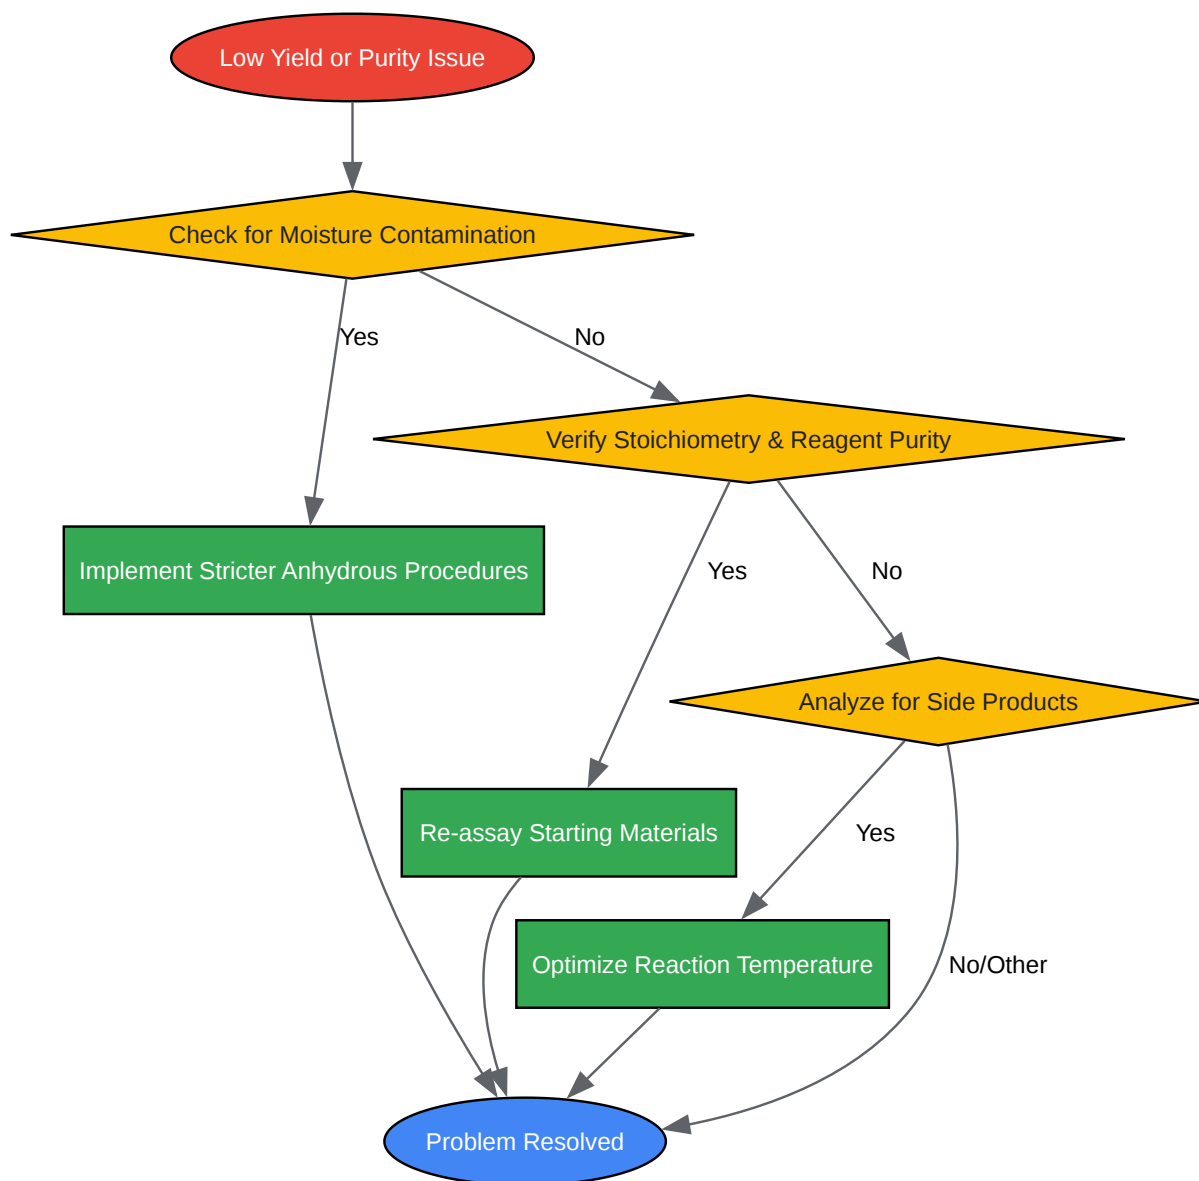 Low Yield or Purity Issue
Check for Moisture Contamination
Yes
No
Verify Stoichiometry & Reagent Purity
Implement Stricter Anhydrous Procedures
Yes
No
Analyze for Side Products
Re-assay Starting Materials
Yes
Optimize Reaction Temperature
No/Other
Problem Resolved